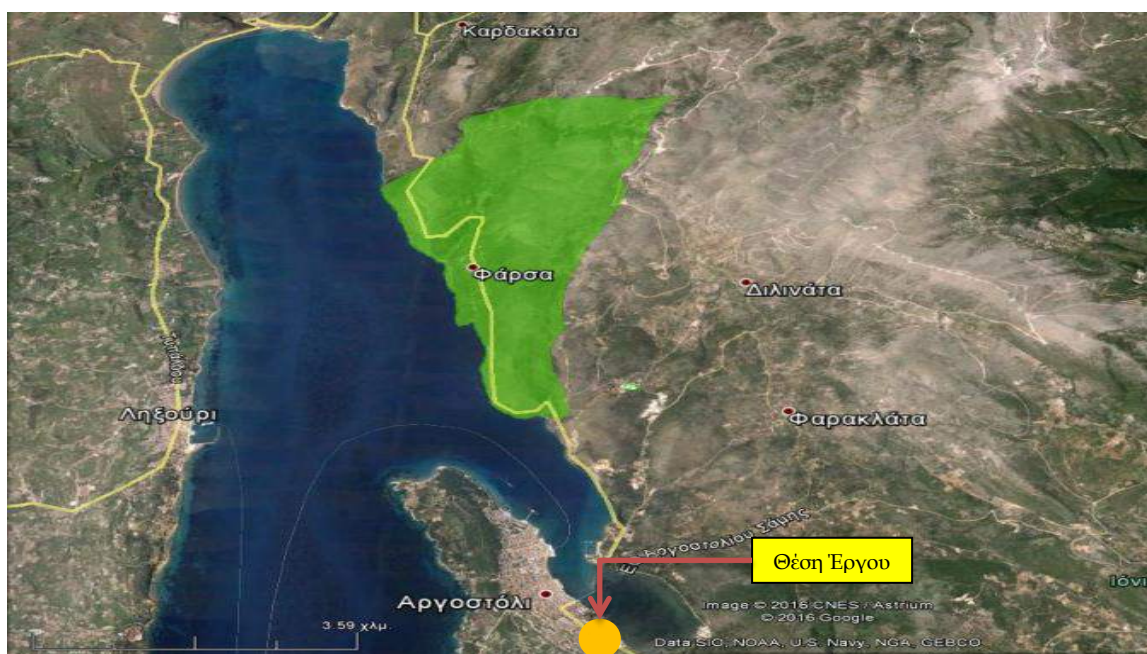 Καρδακάτα
Φάρσα
Διλινάτα
Ληξούρι
Φαρακλάτα
Αργοστολίου Σάμης
Θέση Έργου
Αργοστόλι
Ιόνι
3.59 χλμ.
Image © 2016 CNES / Astrium
© 2016 Google
Data SIO, NOAA, U.S. Navy, NGA, GEBCO